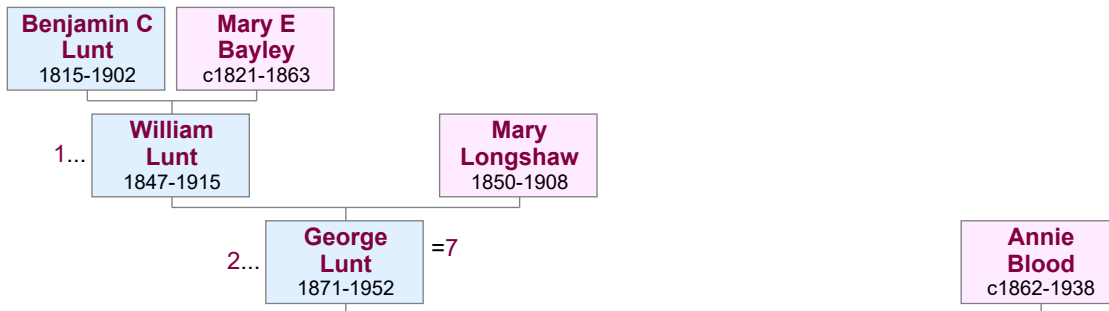 Benjamin C
Lunt
1815-1902
Mary E
Bayley
c1821-1863
1...
William
Lunt
1847-1915
Mary
Longshaw
1850-1908
2...
George
Lunt
1871-1952
=7
Annie
Blood
c1862-1938